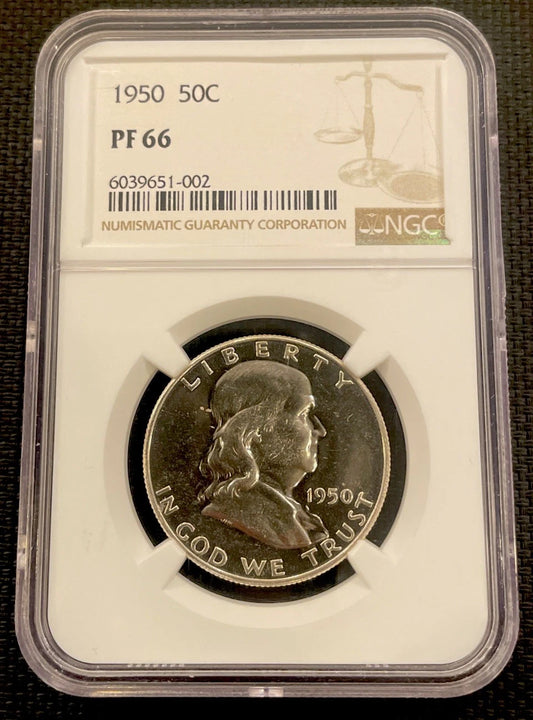 1950 50C
PF 66
6039651-002
NUMISMATIC GUARANTY CORPORATION
NGC
LIBERTY
1950
IN GOD WE TRUST